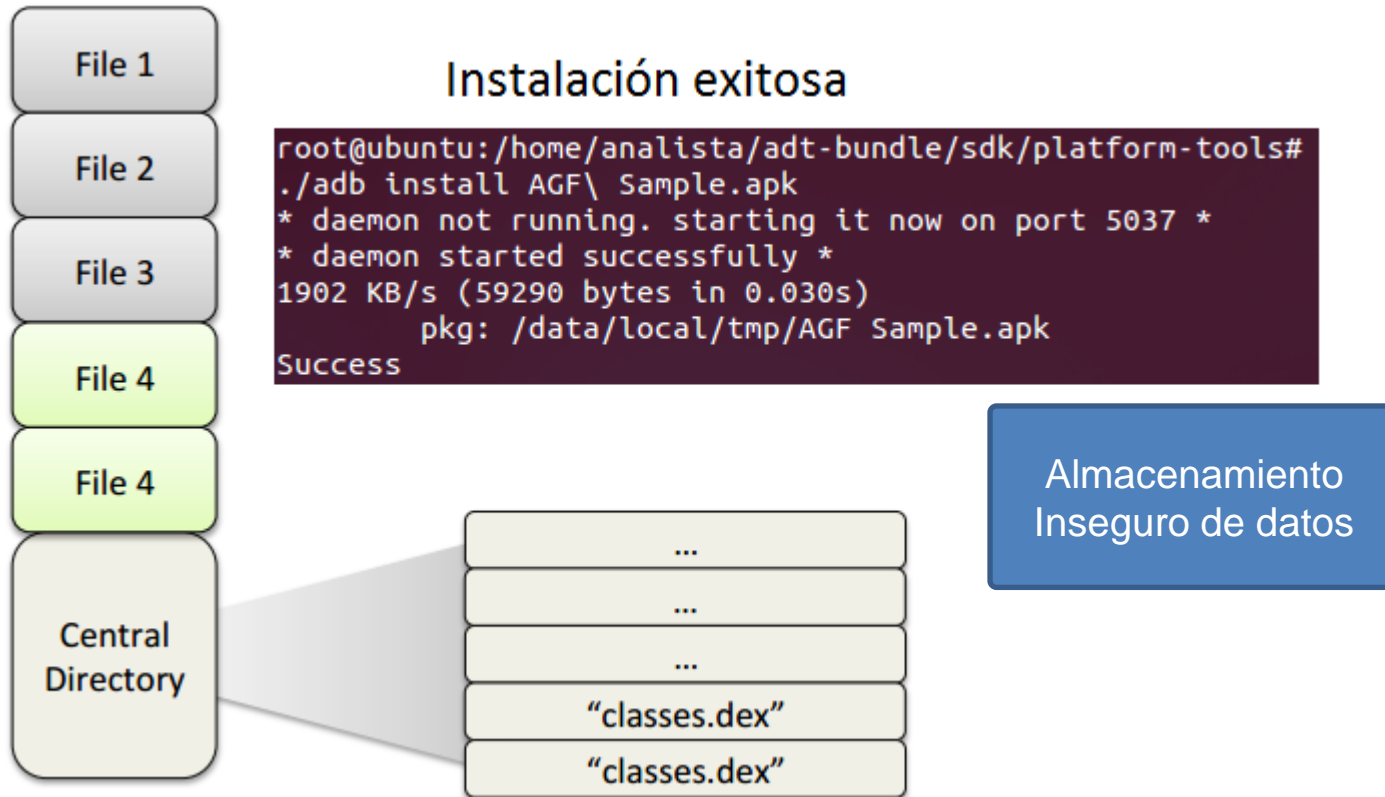 File 1
File 2
File 3
File 4
File 4
Central
Directory
Instalación exitosa
root@ubuntu:/home/analista/adt-bundle/sdk/platform-tools#
./adb install AGF\ Sample.apk
* daemon not running. starting it now on port 5037 *
* daemon started successfully *
1902 KB/s (59290 bytes in 0.030s)
pkg: /data/local/tmp/AGF Sample.apk
Success
Almacenamiento
Inseguro de datos
...
...
...
“classes.dex”
“classes.dex”